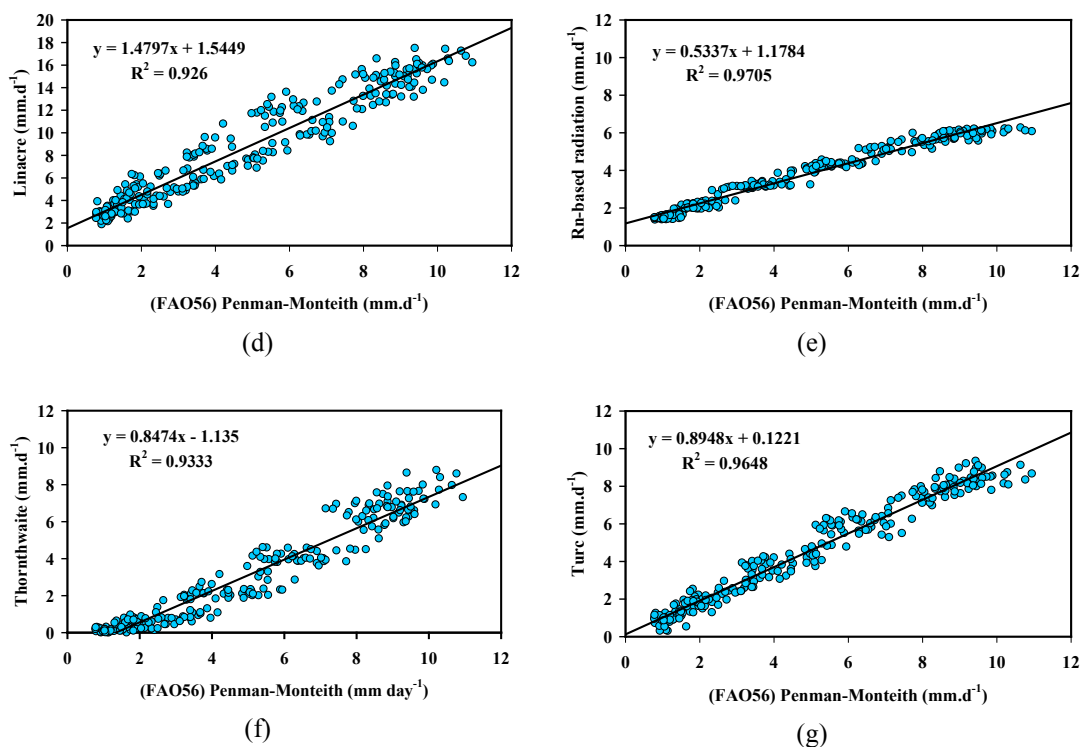 y = 1.4797x + 1.5449
R² = 0.926
Linacre (mm.d⁻¹)
20
18
16
14
12
10
8
6
4
2
0
0 2 4 6 8 10 12
(FAO56) Penman-Monteith (mm.d⁻¹)
(d)
y = 0.5337x + 1.1784
R² = 0.9705
Rn-based radiation (mm.d⁻¹)
12
10
8
6
4
2
0
0 2 4 6 8 10 12
(FAO56) Penman-Monteith (mm.d⁻¹)
(e)
y = 0.8474x - 1.135
R² = 0.9333
Thornthwaite (mm.d⁻¹)
12
10
8
6
4
2
0
0 2 4 6 8 10 12
(FAO56) Penman-Monteith (mm day⁻¹)
(f)
y = 0.8948x + 0.1221
R² = 0.9648
Turc (mm.d⁻¹)
12
10
8
6
4
2
0
0 2 4 6 8 10 12
(FAO56) Penman-Monteith (mm.d⁻¹)
(g)